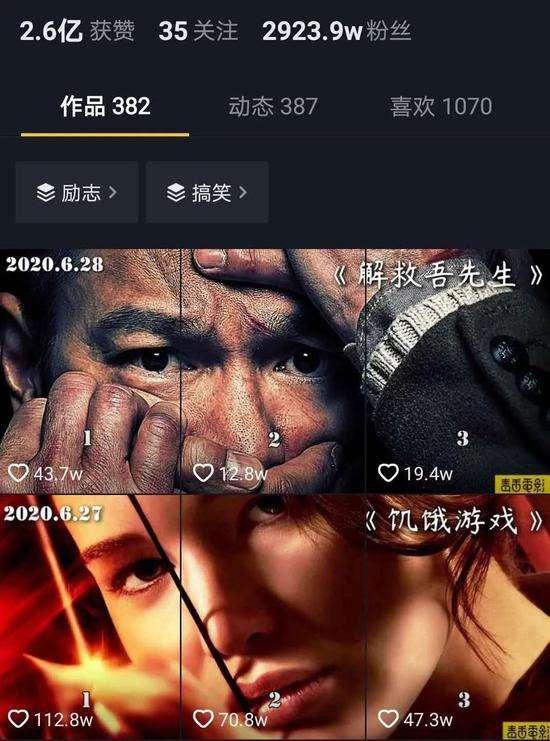 2.6亿 获赞 35 关注 2923.9w 粉丝
作品 382 动态 387 喜欢 1070
励志 搞笑
2020.6.28 《解救吾先生》
1 2 3
43.7w 12.8w 19.4w
毒舌電影
2020.6.27 《饥饿游戏》
1 2 3
112.8w 70.8w 47.3w
毒舌電影